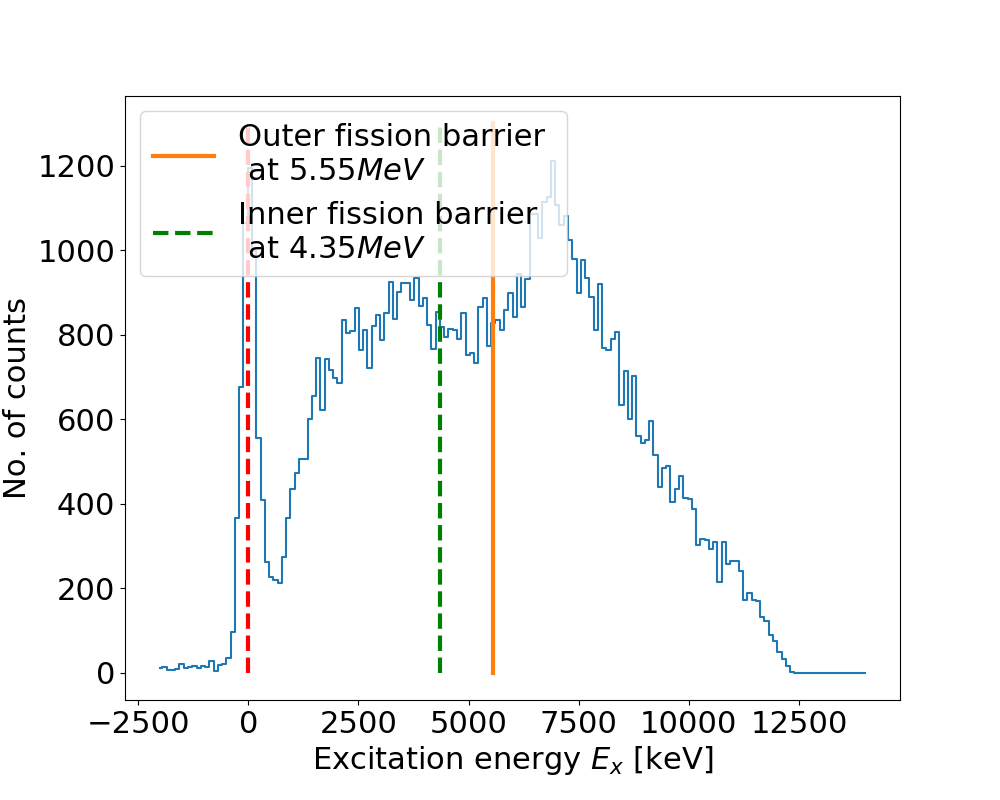 Outer fission barrier
at 5.55MeV
Inner fission barrier
at 4.35MeV
No. of counts
1200
1000
800
600
400
200
0
−2500 0 2500 5000 7500 10000 12500
Excitation energy Eₓ [keV]